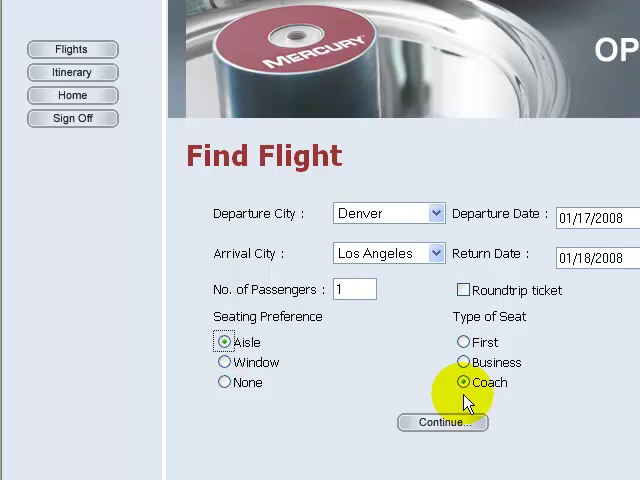 Flights
Itinerary
Home
Sign Off
MERCURY
OP
Find Flight
Departure City : Denver Departure Date : 01/17/2008
Arrival City : Los Angeles Return Date : 01/18/2008
No. of Passengers : 1 Roundtrip ticket
Seating Preference Type of Seat
Aisle First
Window Business
None Coach
Continue...